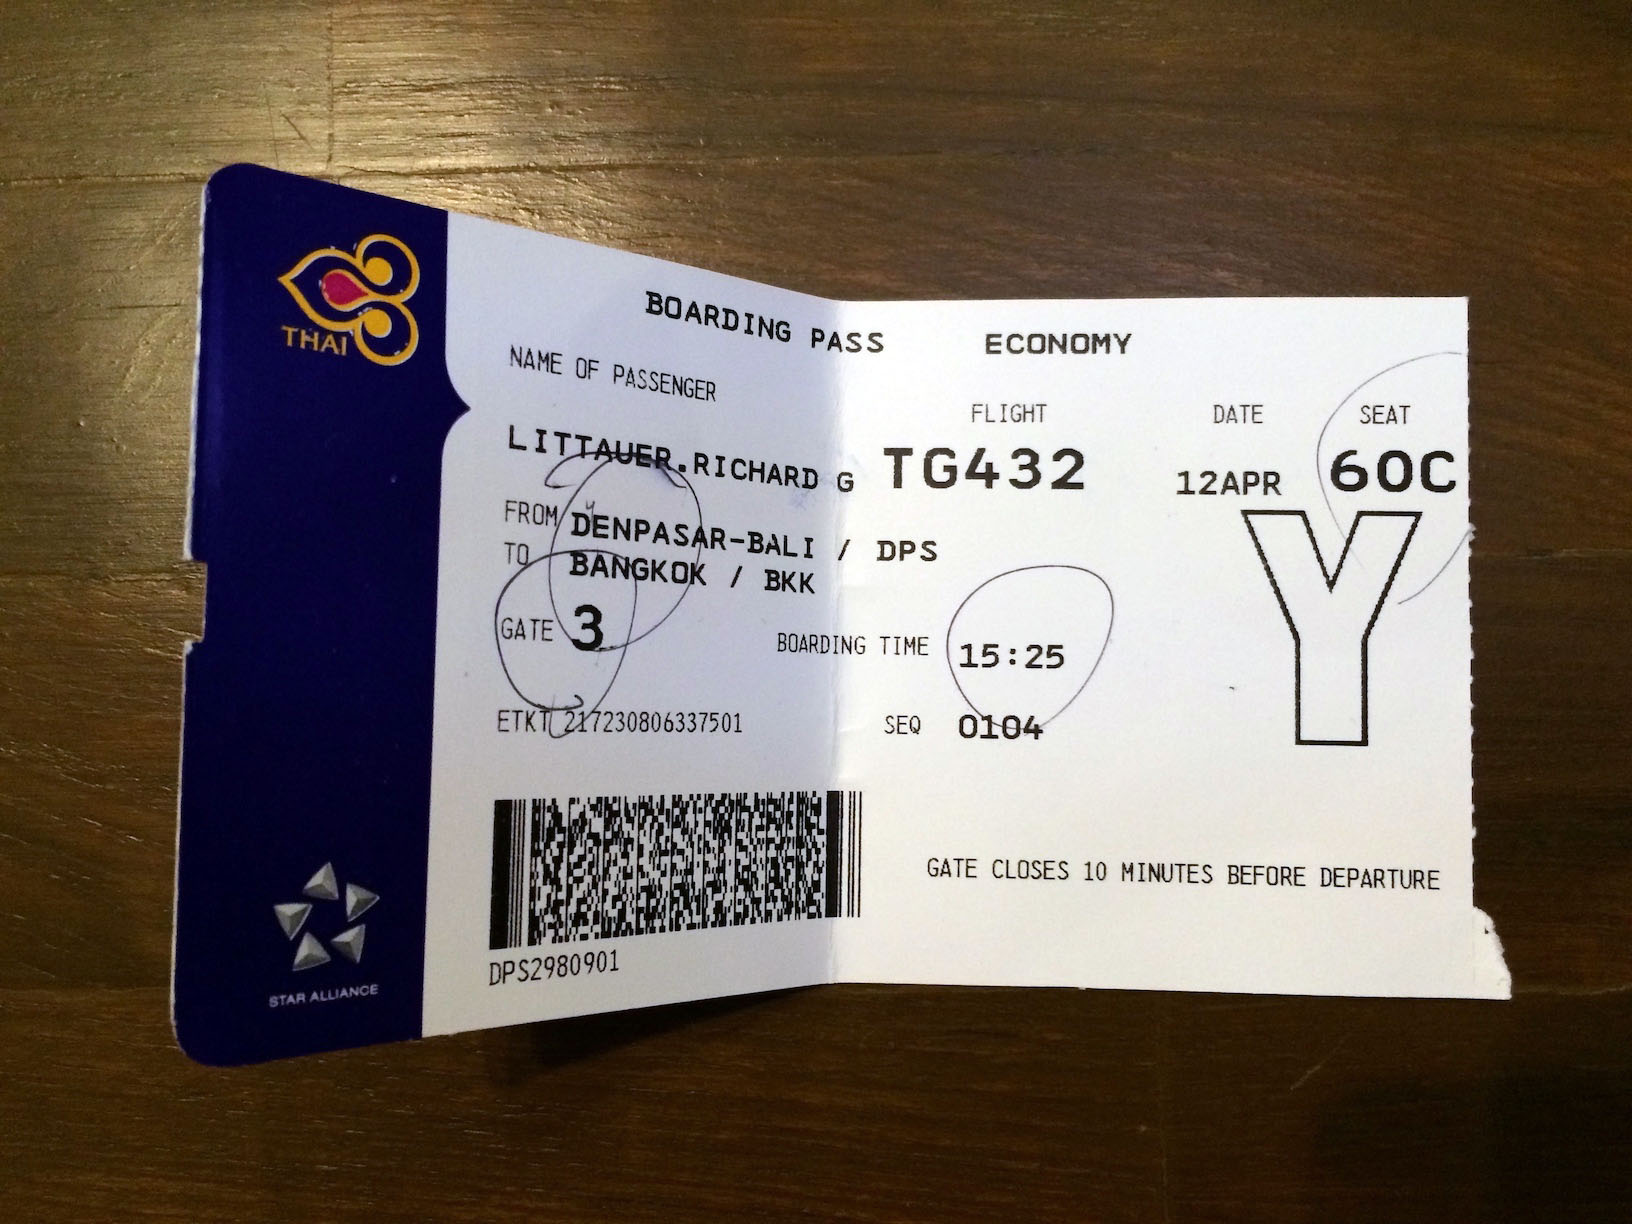 THAI
BOARDING PASS ECONOMY
NAME OF PASSENGER
LITTAUER.RICHARD G
FLIGHT DATE SEAT
TG432 12APR 60C
FROM DENPASAR-BALI / DPS
TO BANGKOK / BKK
Y
GATE 3 BOARDING TIME 15:25
ETKT 217230806337501 SEQ 0104
GATE CLOSES 10 MINUTES BEFORE DEPARTURE
DPS2980901
STAR ALLIANCE